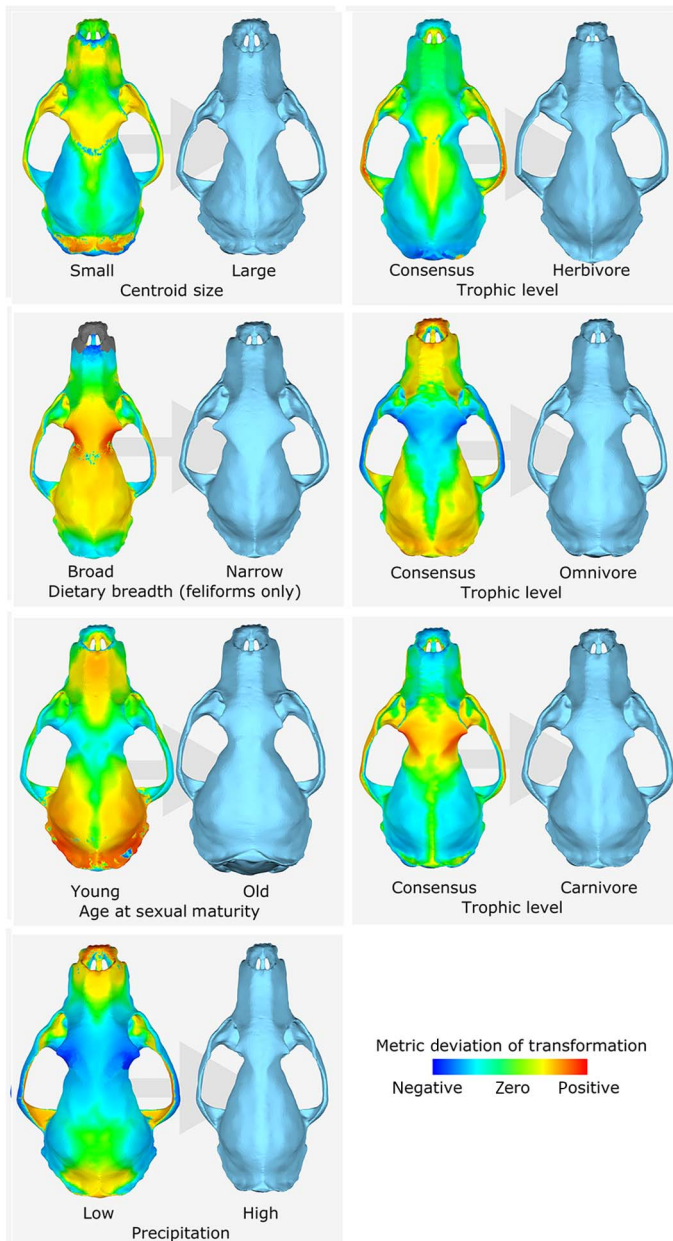 Small Large
Centroid size
Consensus Herbivore
Trophic level
Broad Narrow
Dietary breadth (feliforms only)
Consensus Omnivore
Trophic level
Young Old
Age at sexual maturity
Consensus Carnivore
Trophic level
Low High
Precipitation
Metric deviation of transformation
Negative Zero Positive